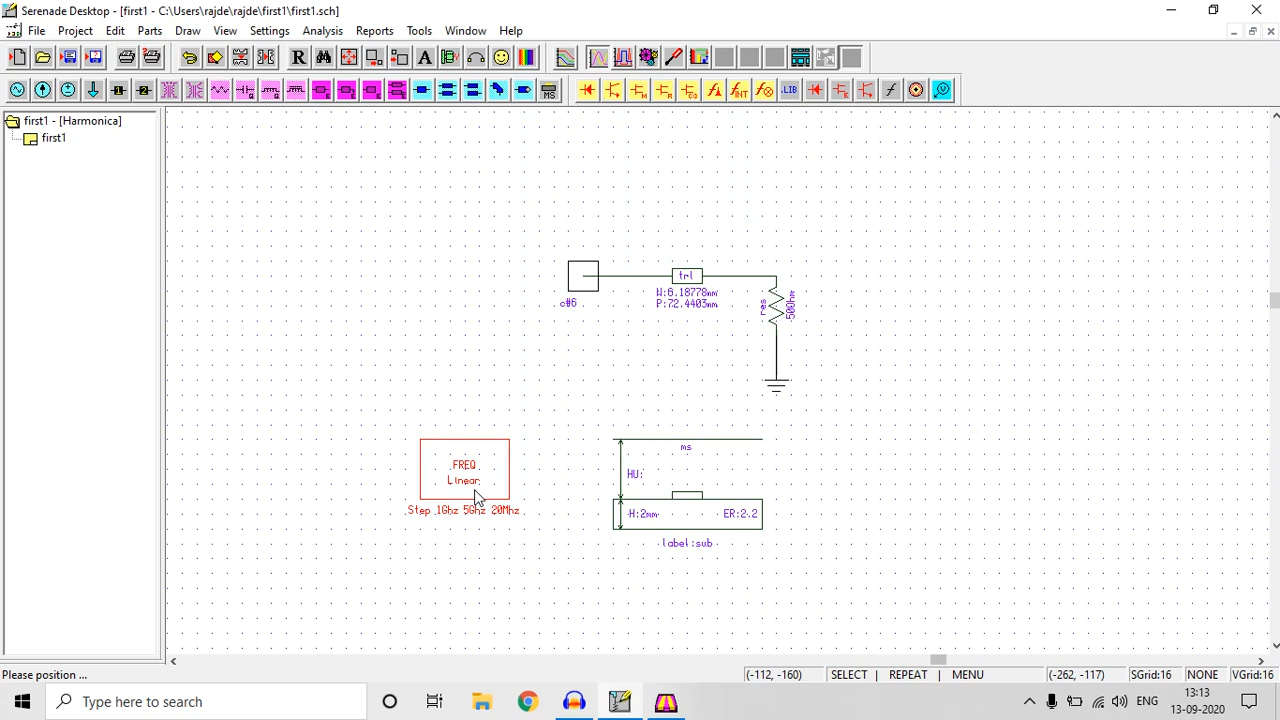 Serenade Desktop - [first1 - C:\Users\rajde\rajde\first1\first1.sch]
File Project Edit Parts Draw View Settings Analysis Reports Tools Window Help
R A
MS .LIB
first1 - [Harmonica]
first1
trl
c#6
W:6.18778mm
P:72.4403mm
res
50Ohm
FREQ
Linear
Step .1Ghz 5Ghz 20Mhz
ms
HU:
H:2mm ER:2.2
label:sub
Please position ... (-112, -160) SELECT REPEAT MENU (-262, -117) SGrid:16 NONE VGrid:16
Type here to search
ENG
13:13
13-09-2020